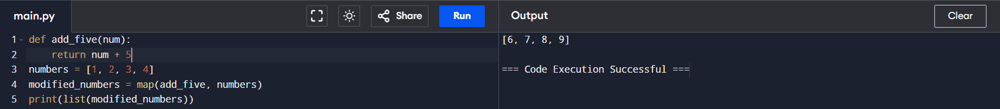 main.py
Share
Run
Output
Clear
1 def add_five(num):
2     return num + 5
3 numbers = [1, 2, 3, 4]
4 modified_numbers = map(add_five, numbers)
5 print(list(modified_numbers))
[6, 7, 8, 9]
=== Code Execution Successful ===